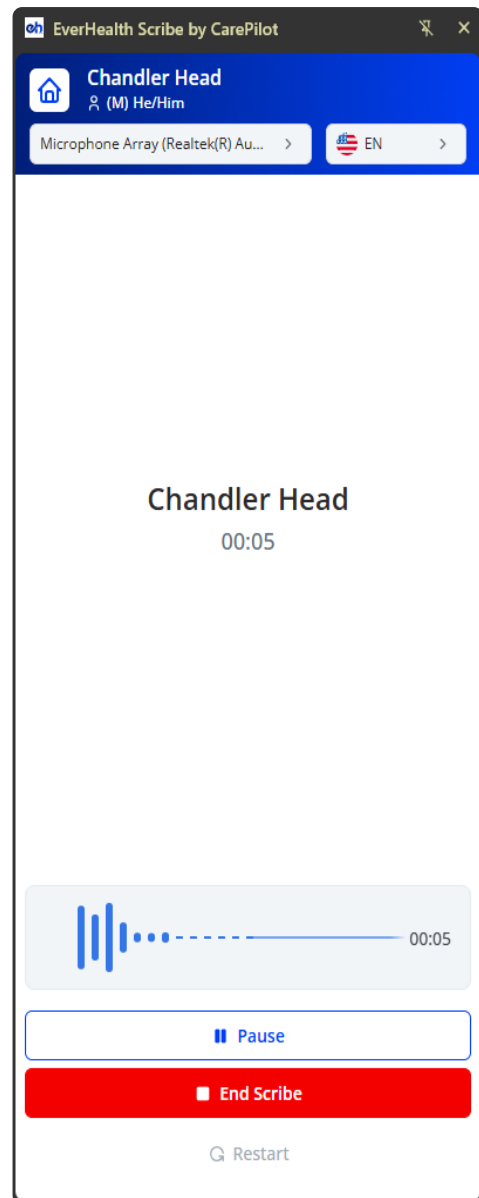 eh EverHealth Scribe by CarePilot
Chandler Head
(M) He/Him
Microphone Array (Realtek(R) Au...
EN
Chandler Head
00:05
00:05
Pause
End Scribe
Restart